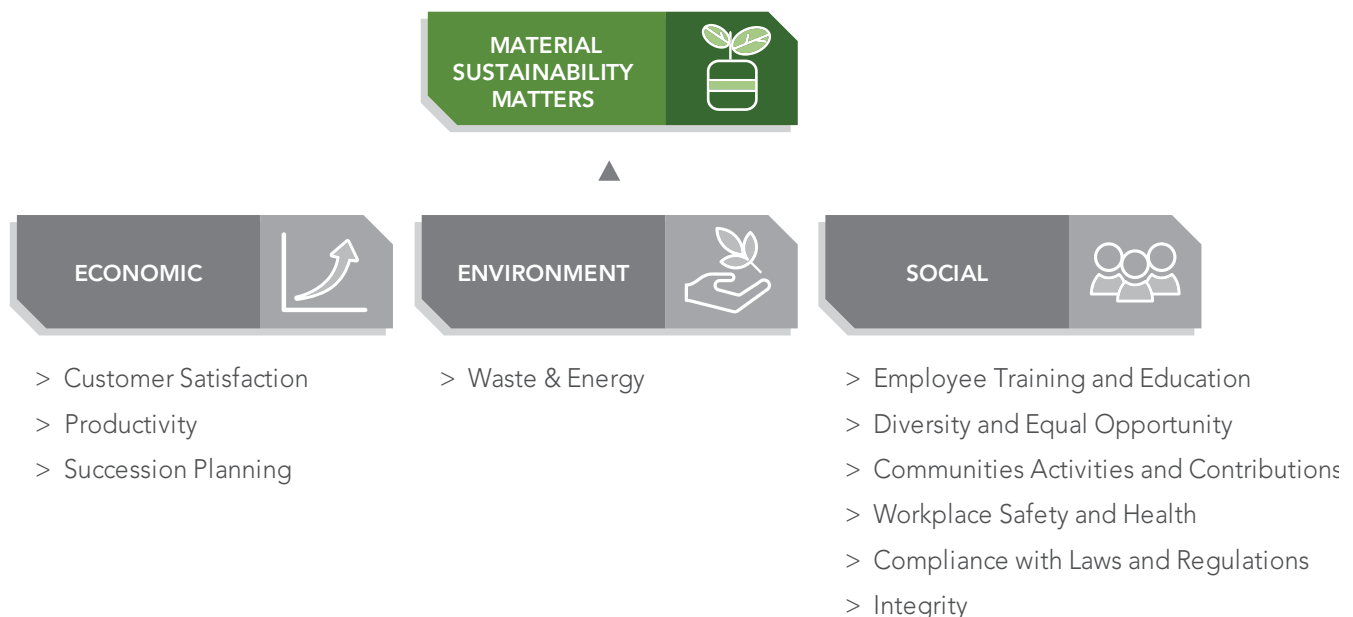 MATERIAL
SUSTAINABILITY
MATTERS
ECONOMIC
ENVIRONMENT
SOCIAL
> Customer Satisfaction
> Productivity
> Succession Planning
> Waste & Energy
> Employee Training and Education
> Diversity and Equal Opportunity
> Communities Activities and Contributions
> Workplace Safety and Health
> Compliance with Laws and Regulations
> Integrity